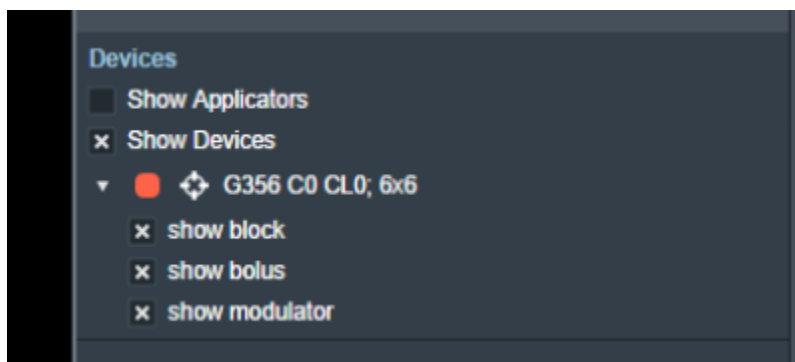 Devices
Show Applicators
Show Devices
G356 C0 CL0; 6x6
show block
show bolus
show modulator